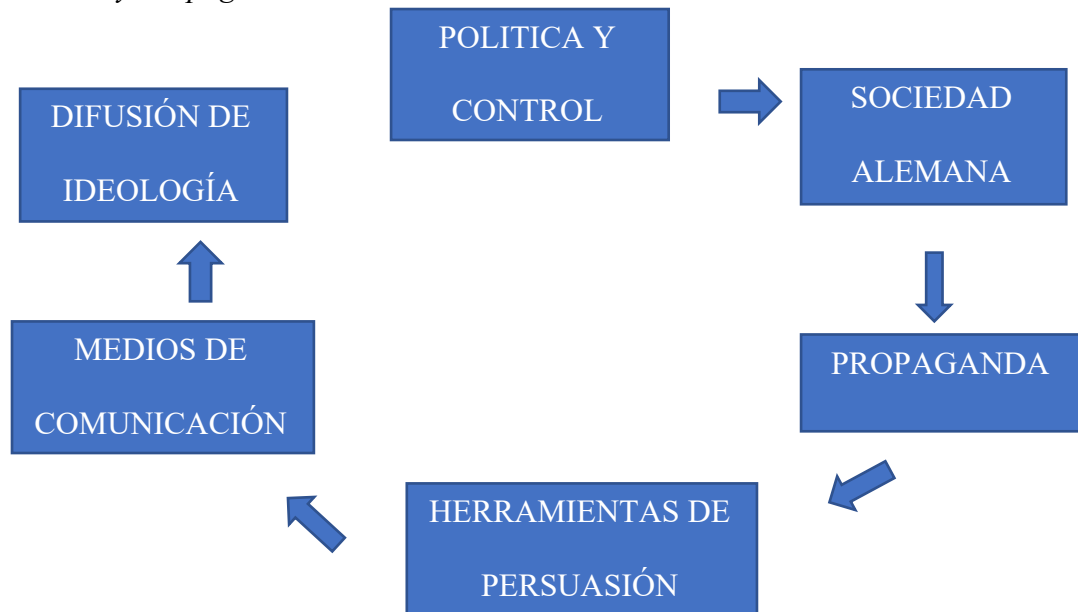 POLITICA Y
CONTROL
SOCIEDAD
ALEMANA
PROPAGANDA
HERRAMIENTAS DE
PERSUASIÓN
MEDIOS DE
COMUNICACIÓN
DIFUSIÓN DE
IDEOLOGÍA